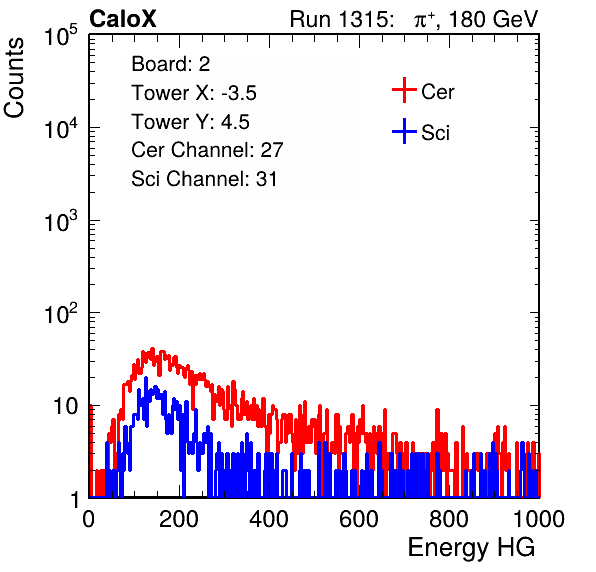 CaloX Run 1315: π⁺, 180 GeV
Counts
10⁵
10⁴
10³
10²
10
1
Board: 2
Tower X: -3.5
Tower Y: 4.5
Cer Channel: 27
Sci Channel: 31
Cer
Sci
0 200 400 600 800 1000
Energy HG